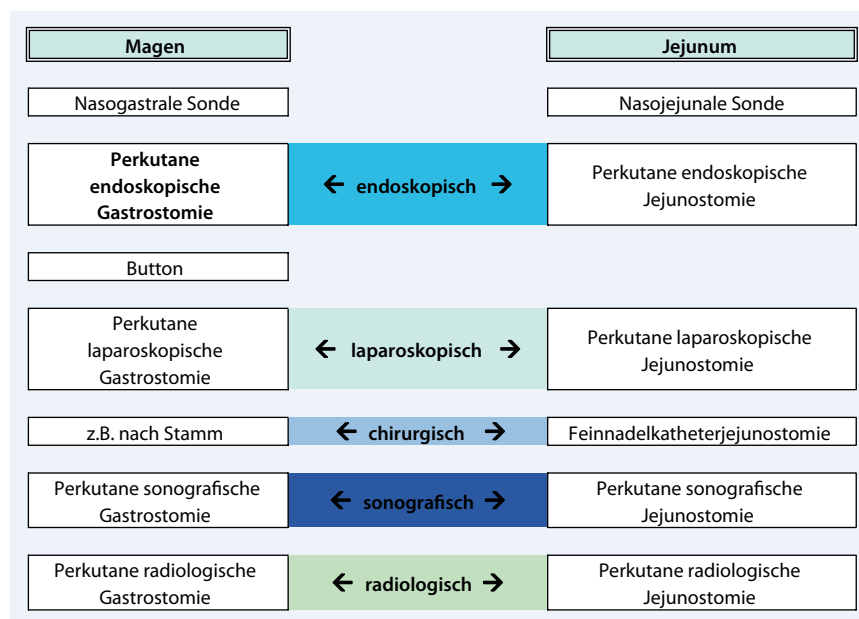 Magen
Jejunum
Nasogastrale Sonde
Nasojejunale Sonde
Perkutane
endoskopische
Gastrostomie
← endoskopisch →
Perkutane endoskopische
Jejunostomie
Button
Perkutane
laparoskopische
Gastrostomie
← laparoskopisch →
Perkutane laparoskopische
Jejunostomie
z.B. nach Stamm
← chirurgisch →
Feinnadelkatheterjejunostomie
Perkutane sonografische
Gastrostomie
← sonografisch →
Perkutane sonografische
Jejunostomie
Perkutane radiologische
Gastrostomie
← radiologisch →
Perkutane radiologische
Jejunostomie